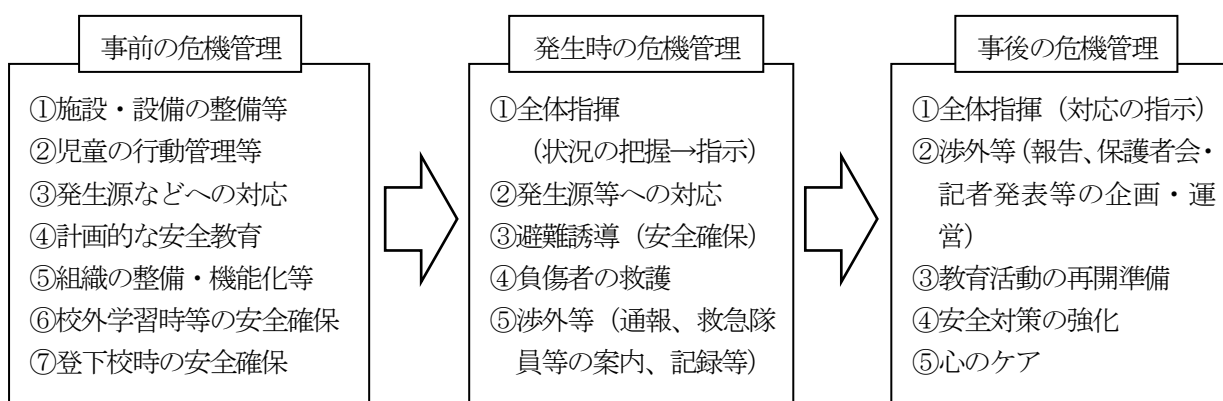 事前の危機管理
①施設・設備の整備等
②児童の行動管理等
③発生源などへの対応
④計画的な安全教育
⑤組織の整備・機能化等
⑥校外学習時等の安全確保
⑦登下校時の安全確保
発生時の危機管理
①全体指揮
（状況の把握→指示）
②発生源等への対応
③避難誘導（安全確保）
④負傷者の救護
⑤渉外等（通報、救急隊
員等の案内、記録等）
事後の危機管理
①全体指揮（対応の指示）
②渉外等（報告、保護者会・
記者発表等の企画・運
営）
③教育活動の再開準備
④安全対策の強化
⑤心のケア